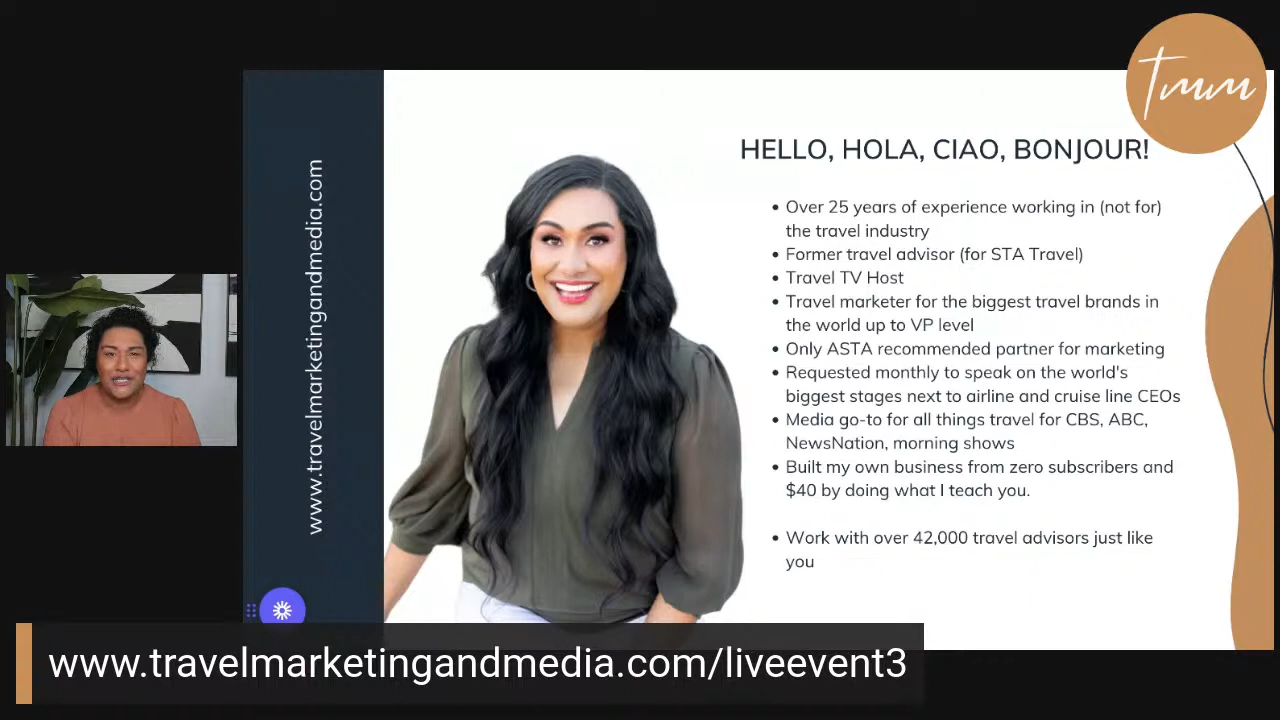 Tmm
HELLO, HOLA, CIAO, BONJOUR!
www.travelmarketingandmedia.com
• Over 25 years of experience working in (not for)
the travel industry
• Former travel advisor (for STA Travel)
• Travel TV Host
• Travel marketer for the biggest travel brands in
the world up to VP level
• Only ASTA recommended partner for marketing
• Requested monthly to speak on the world's
biggest stages next to airline and cruise line CEOs
• Media go-to for all things travel for CBS, ABC,
NewsNation, morning shows
• Built my own business from zero subscribers and
$40 by doing what I teach you.
• Work with over 42,000 travel advisors just like
you
www.travelmarketingandmedia.com/liveevent3